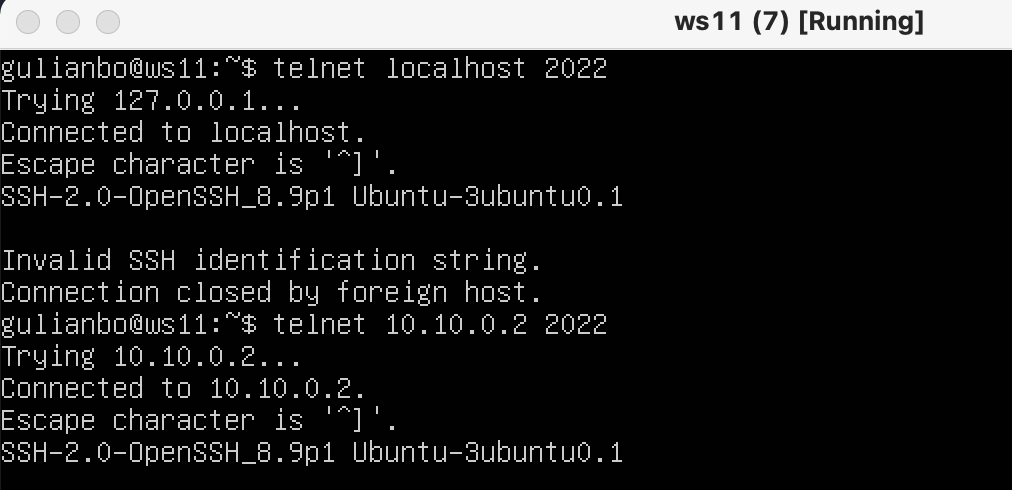 ws11 (7) [Running]
gulianbo@ws11:~$ telnet localhost 2022
Trying 127.0.0.1...
Connected to localhost.
Escape character is '^]'.
SSH-2.0-OpenSSH_8.9p1 Ubuntu-3ubuntu0.1

Invalid SSH identification string.
Connection closed by foreign host.
gulianbo@ws11:~$ telnet 10.10.0.2 2022
Trying 10.10.0.2...
Connected to 10.10.0.2.
Escape character is '^]'.
SSH-2.0-OpenSSH_8.9p1 Ubuntu-3ubuntu0.1